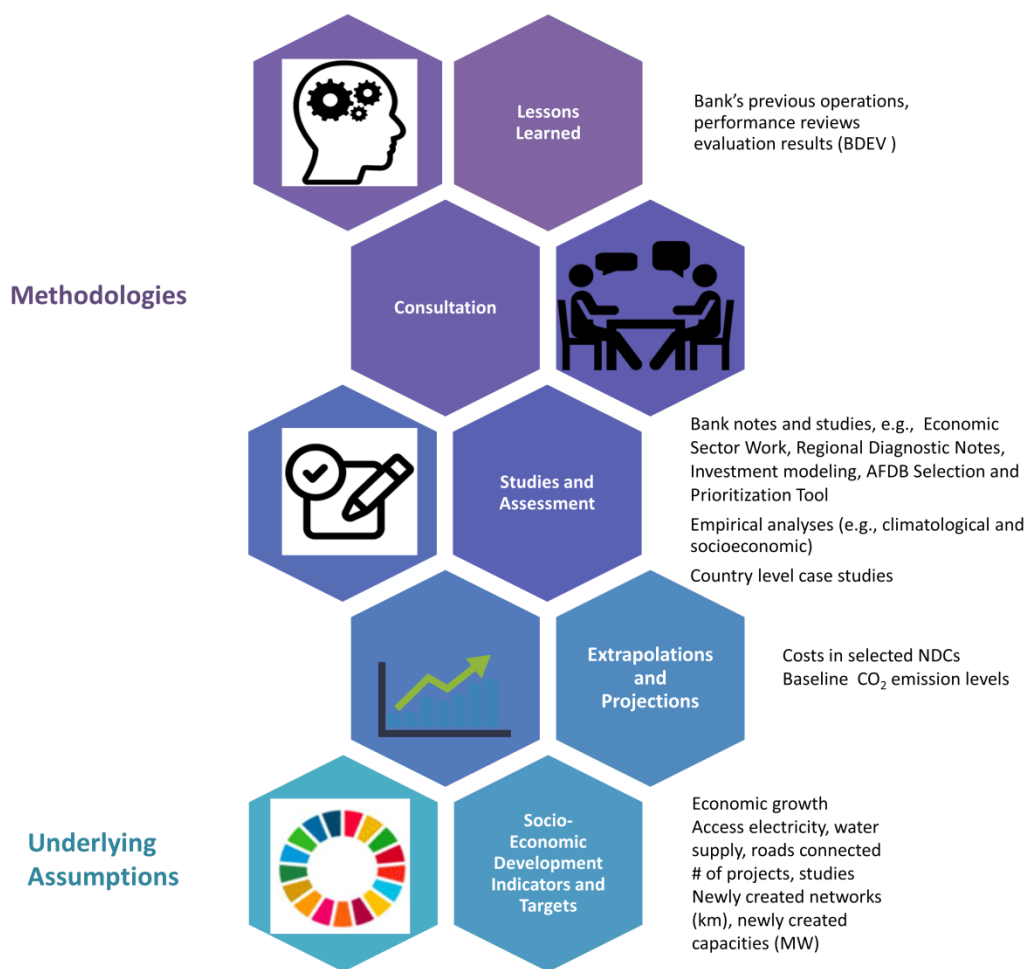 Lessons
Learned
Bank's previous operations,
performance reviews
evaluation results (BDEV )
Methodologies
Consultation
Studies and
Assessment
Bank notes and studies, e.g.,  Economic
Sector Work, Regional Diagnostic Notes,
Investment modeling, AFDB Selection and
Prioritization Tool
Empirical analyses (e.g., climatological and
socioeconomic)
Country level case studies
Extrapolations
and
Projections
Costs in selected NDCs
Baseline  CO₂ emission levels
Underlying
Assumptions
Socio-
Economic
Development
Indicators and
Targets
Economic growth
Access electricity, water
supply, roads connected
# of projects, studies
Newly created networks
(km), newly created
capacities (MW)